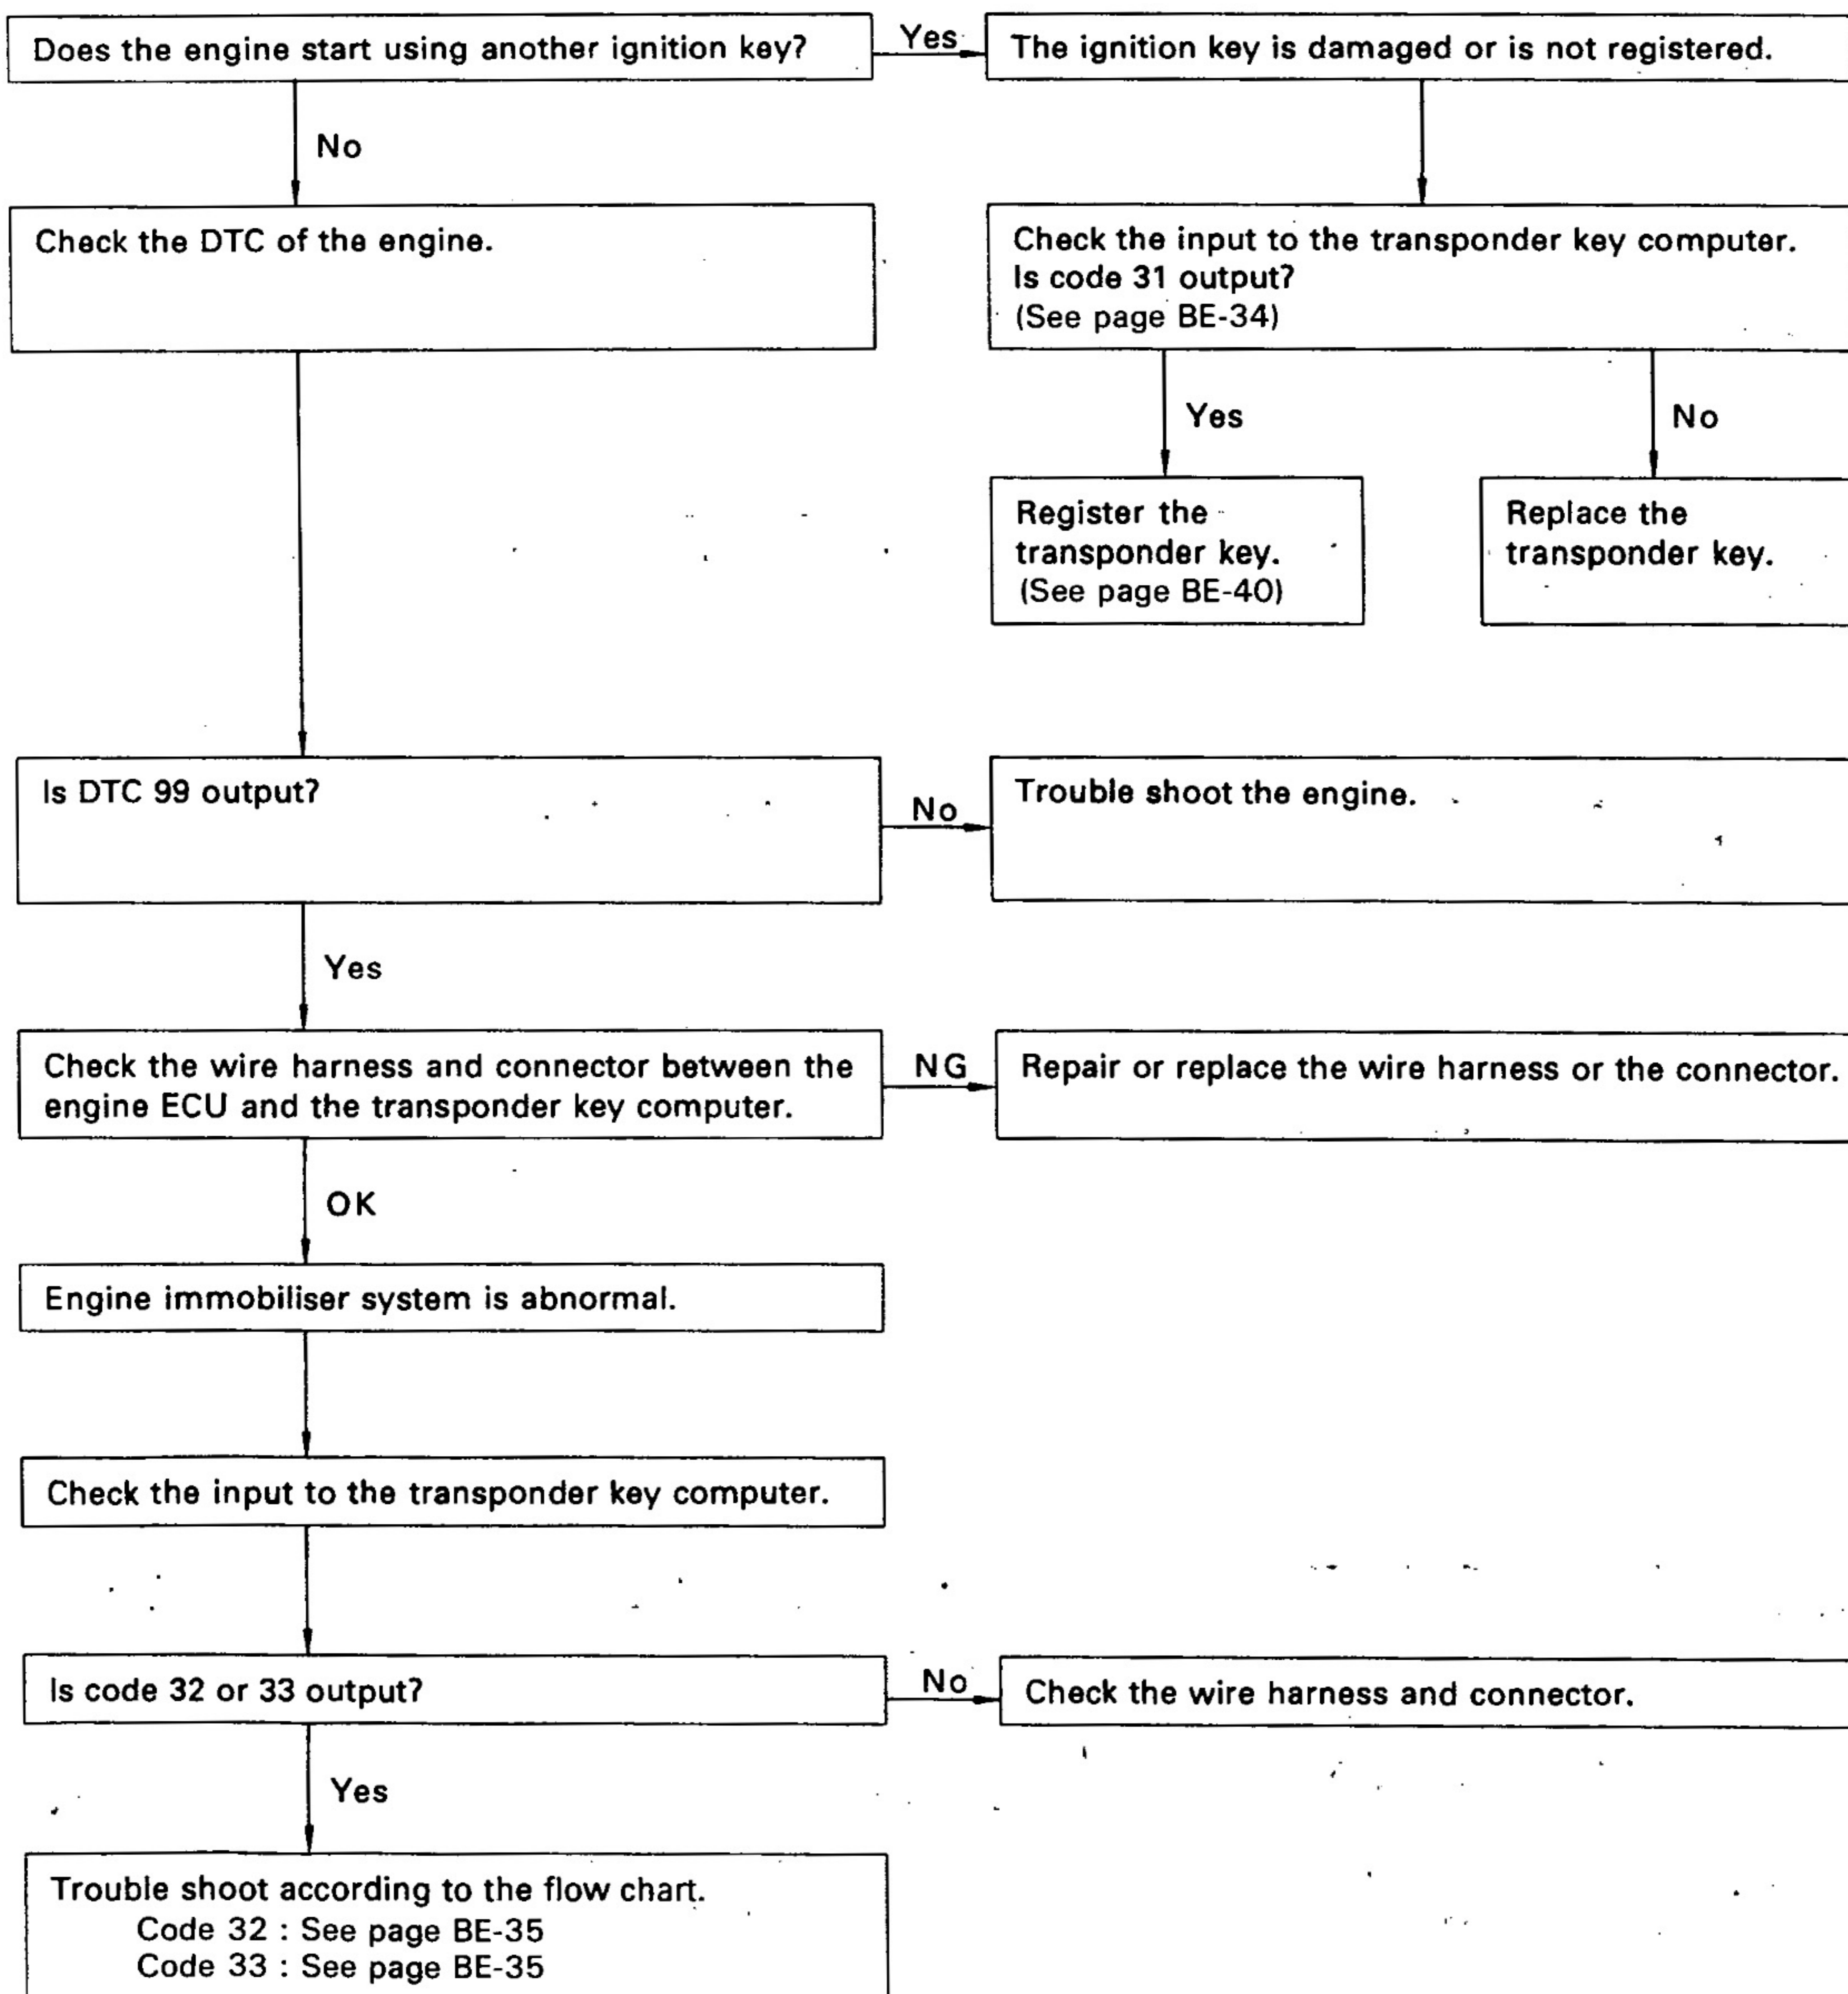 Does the engine start using another ignition key?
Yes
The ignition key is damaged or is not registered.
No
Check the DTC of the engine.
Check the input to the transponder key computer.
Is code 31 output?
(See page BE-34)
Yes
No
Register the
transponder key.
(See page BE-40)
Replace the
transponder key.
Is DTC 99 output?
No
Trouble shoot the engine.
Yes
Check the wire harness and connector between the
engine ECU and the transponder key computer.
NG
Repair or replace the wire harness or the connector.
OK
Engine immobiliser system is abnormal.
Check the input to the transponder key computer.
Is code 32 or 33 output?
No
Check the wire harness and connector.
Yes
Trouble shoot according to the flow chart.
Code 32 : See page BE-35
Code 33 : See page BE-35